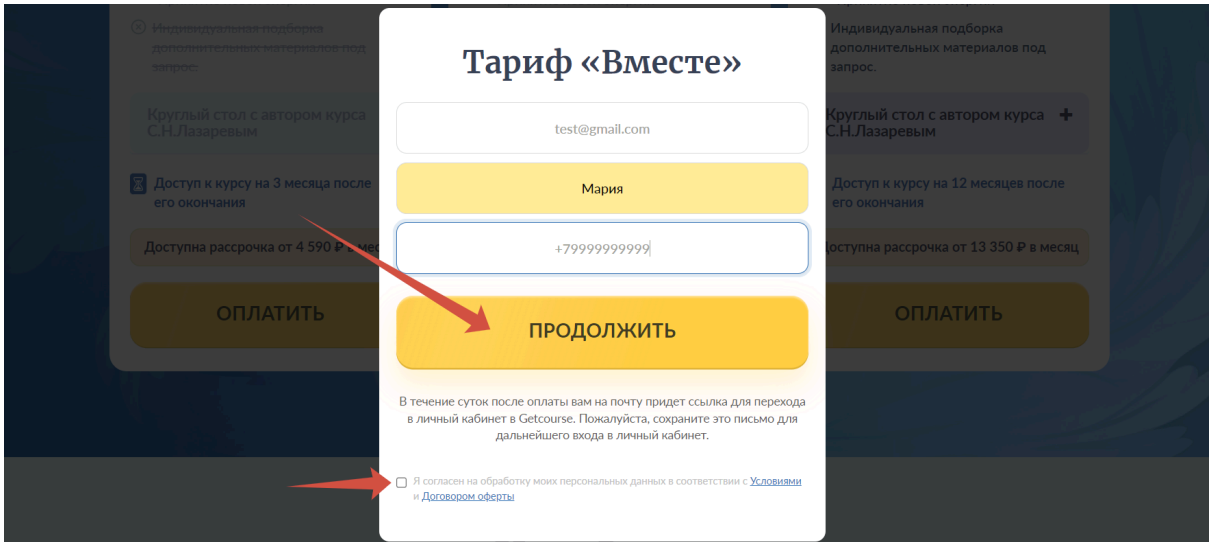 Индивидуальная подборка
дополнительных материалов под
запрос.
Круглый стол с автором курса
С.Н.Лазаревым
Доступ к курсу на 3 месяца после
его окончания
Доступна рассрочка от 4 590 ₽ в мес
ОПЛАТИТЬ
Тариф «Вместе»
test@gmail.com
Мария
+79999999999
ПРОДОЛЖИТЬ
В течение суток после оплаты вам на почту придет ссылка для перехода
в личный кабинет в Getcourse. Пожалуйста, сохраните это письмо для
дальнейшего входа в личный кабинет.
Я согласен на обработку моих персональных данных в соответствии с Условиями
и Договором оферты
Индивидуальная подборка
дополнительных материалов под
запрос.
Круглый стол с автором курса
С.Н.Лазаревым
Доступ к курсу на 12 месяцев после
его окончания
Доступна рассрочка от 13 350 ₽ в месяц
ОПЛАТИТЬ